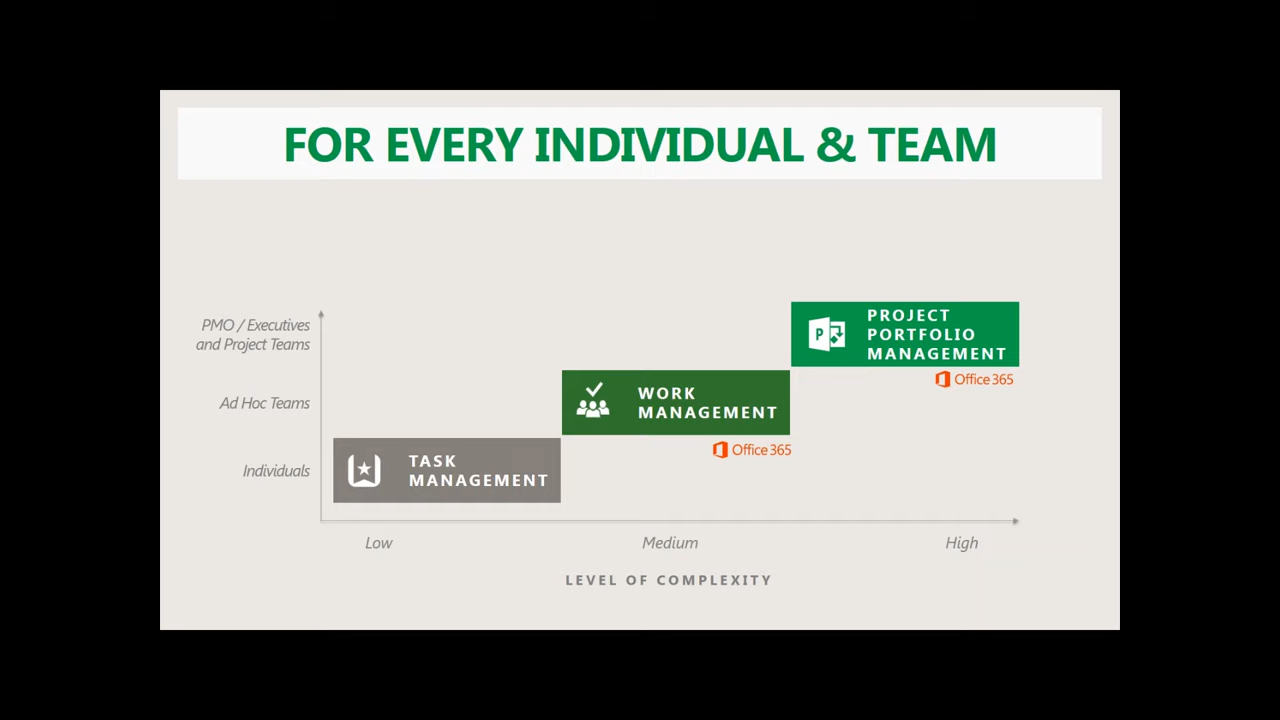 FOR EVERY INDIVIDUAL & TEAM
PMO / Executives
and Project Teams
P
PROJECT
PORTFOLIO
MANAGEMENT
Office 365
Ad Hoc Teams
WORK
MANAGEMENT
Office 365
Individuals
TASK
MANAGEMENT
Low
Medium
High
LEVEL OF COMPLEXITY